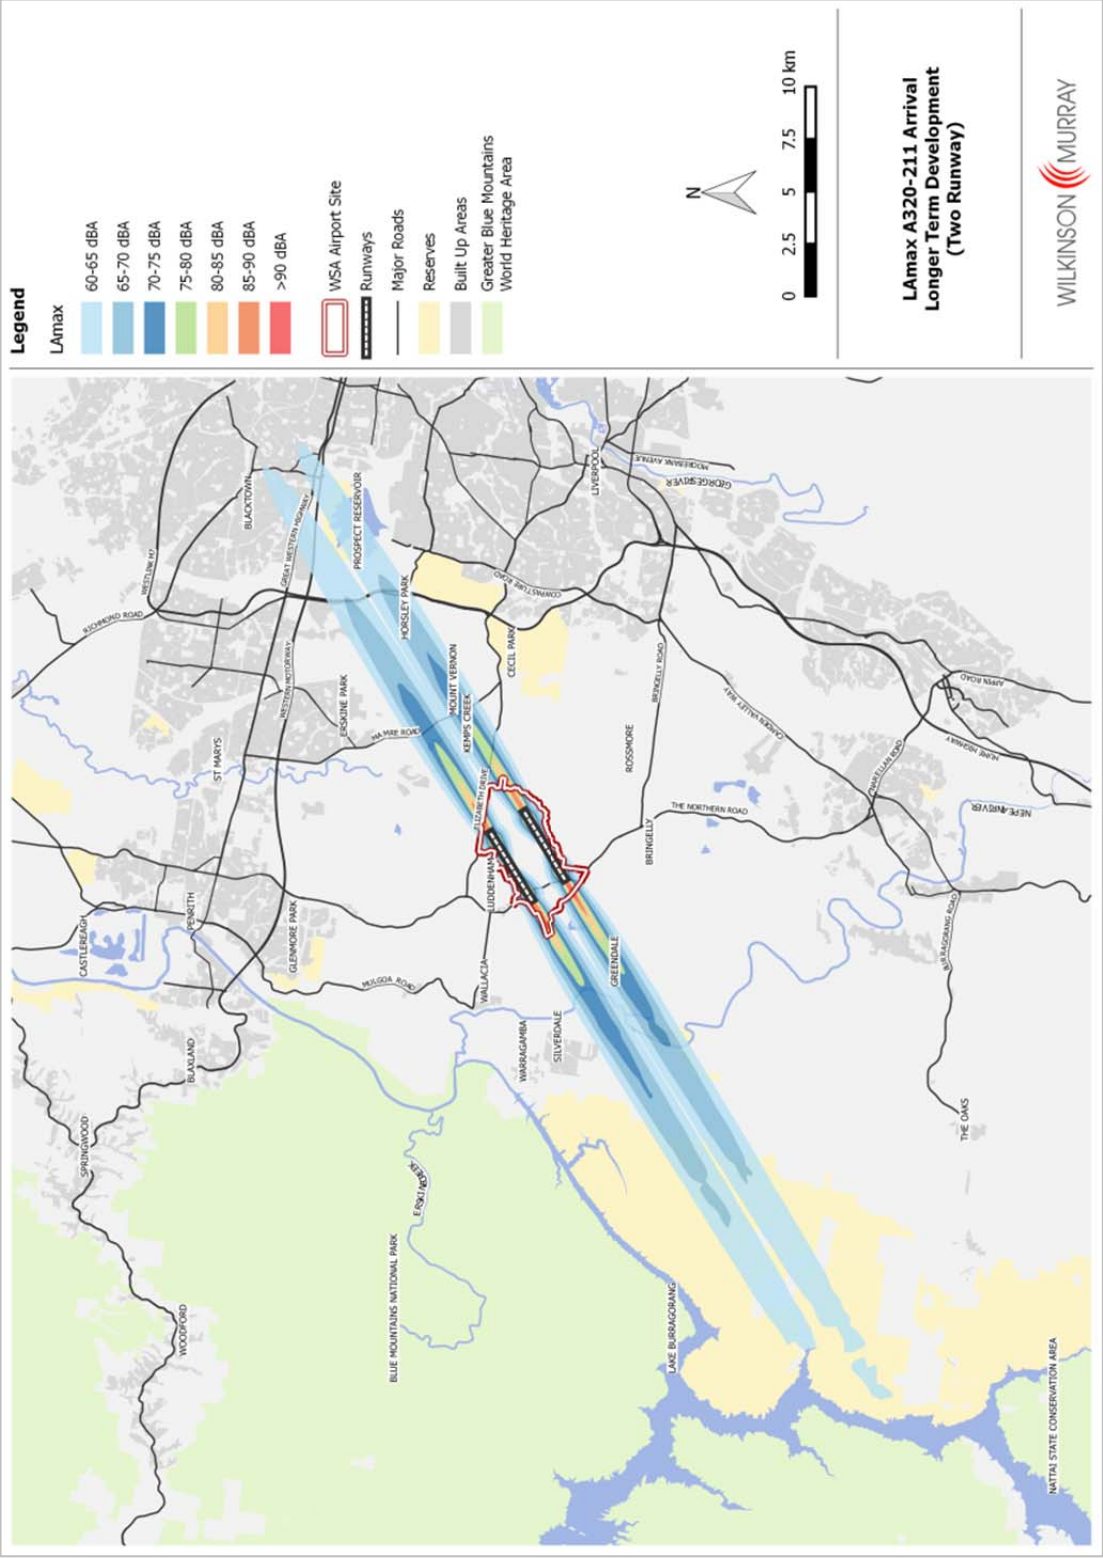 Legend
LAmax
60-65 dBA
65-70 dBA
70-75 dBA
75-80 dBA
80-85 dBA
85-90 dBA
>90 dBA
WSA Airport Site
Runways
Major Roads
Reserves
Built Up Areas
Greater Blue Mountains
World Heritage Area
N
0 2.5 5 7.5 10 km
LAmax A320-211 Arrival
Longer Term Development
(Two Runway)
WILKINSON MURRAY
SPRINGWOOD
CASTLEREAGH
RICHMOND ROAD
WESTLINK M7
WOODFORD
BLAXLAND
PENRITH
ST MARYS
BLACKTOWN
GLENMORE PARK
WESTERN MOTORWAY
GREAT WESTERN HIGHWAY
ERSKINE PARK
PROSPECT RESERVOIR
MULGOA ROAD
MAMRE ROAD
HORSLEY PARK
BLUE MOUNTAINS NATIONAL PARK
ERSKINE CREEK
MOUNT VERNON
KEMPS CREEK
ELIZABETH DRIVE
LUDDENHAM
WALLACIA
CECIL PARK
COWPASTURE ROAD
WARRAGAMBA
SILVERDALE
LIVERPOOL
GREENDALE
ROSSMORE
BRINGELLY
BRINGELLY ROAD
MOOREBANK AVENUE
GEORGES RIVER
LAKE BURRAGORANG
THE NORTHERN ROAD
CAMDEN VALLEY WAY
NARELLAN ROAD
HUME HIGHWAY
APPIN ROAD
NEPEAN RIVER
BURRAGORANG ROAD
THE OAKS
NATTAI STATE CONSERVATION AREA